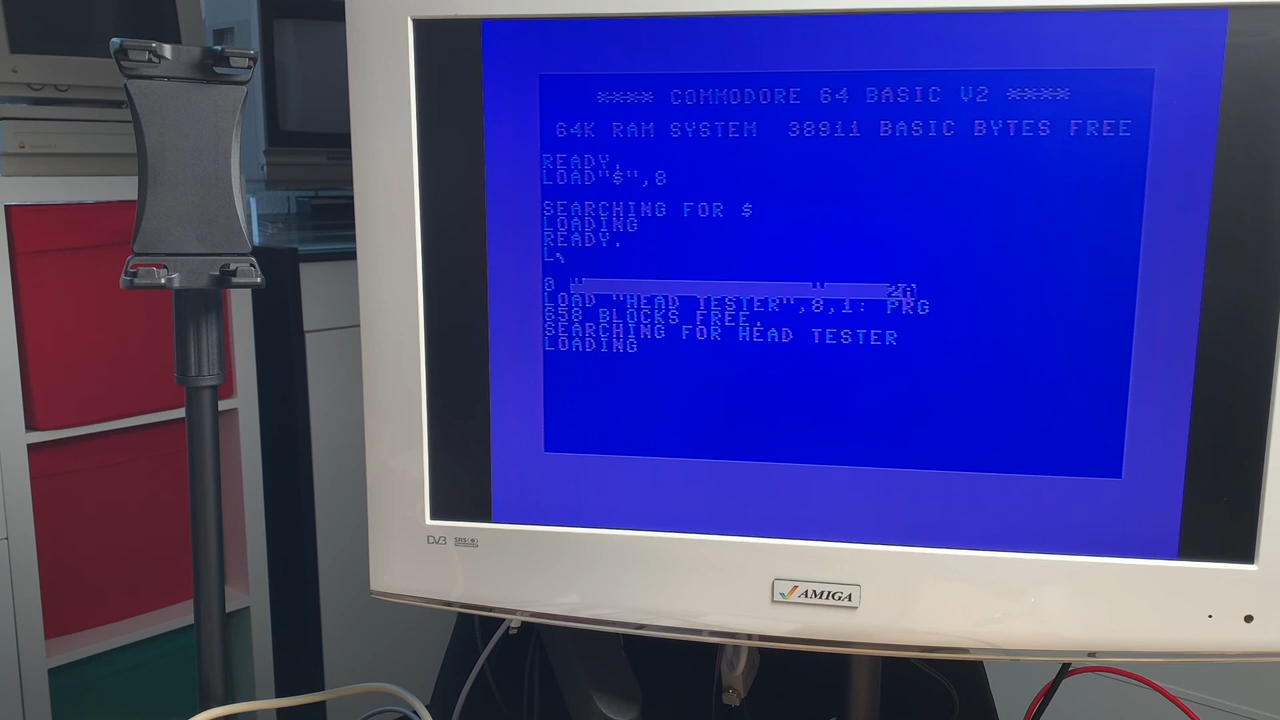 **** COMMODORE 64 BASIC V2 ****
64K RAM SYSTEM 38911 BASIC BYTES FREE
READY.
LOAD"$",8
SEARCHING FOR $
LOADING
READY.
L
0 " "
LOAD "HEAD TESTER",8,1: PRG
658 BLOCKS FREE.
SEARCHING FOR HEAD TESTER
LOADING
DVB SRS
AMIGA